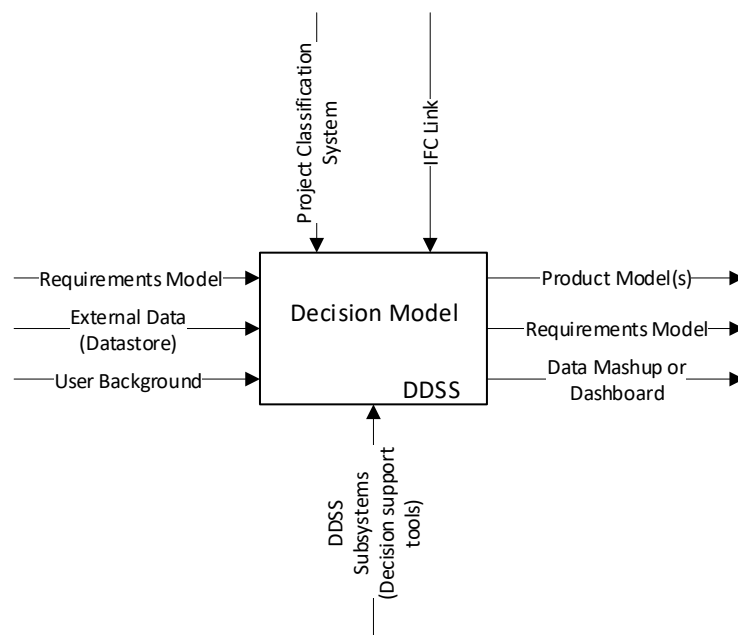 Project Classification
System
IFC Link
Requirements Model
External Data
(Datastore)
User Background
Decision Model
DDSS
Product Model(s)
Requirements Model
Data Mashup or
Dashboard
DDSS
Subsystems
(Decision support
tools)